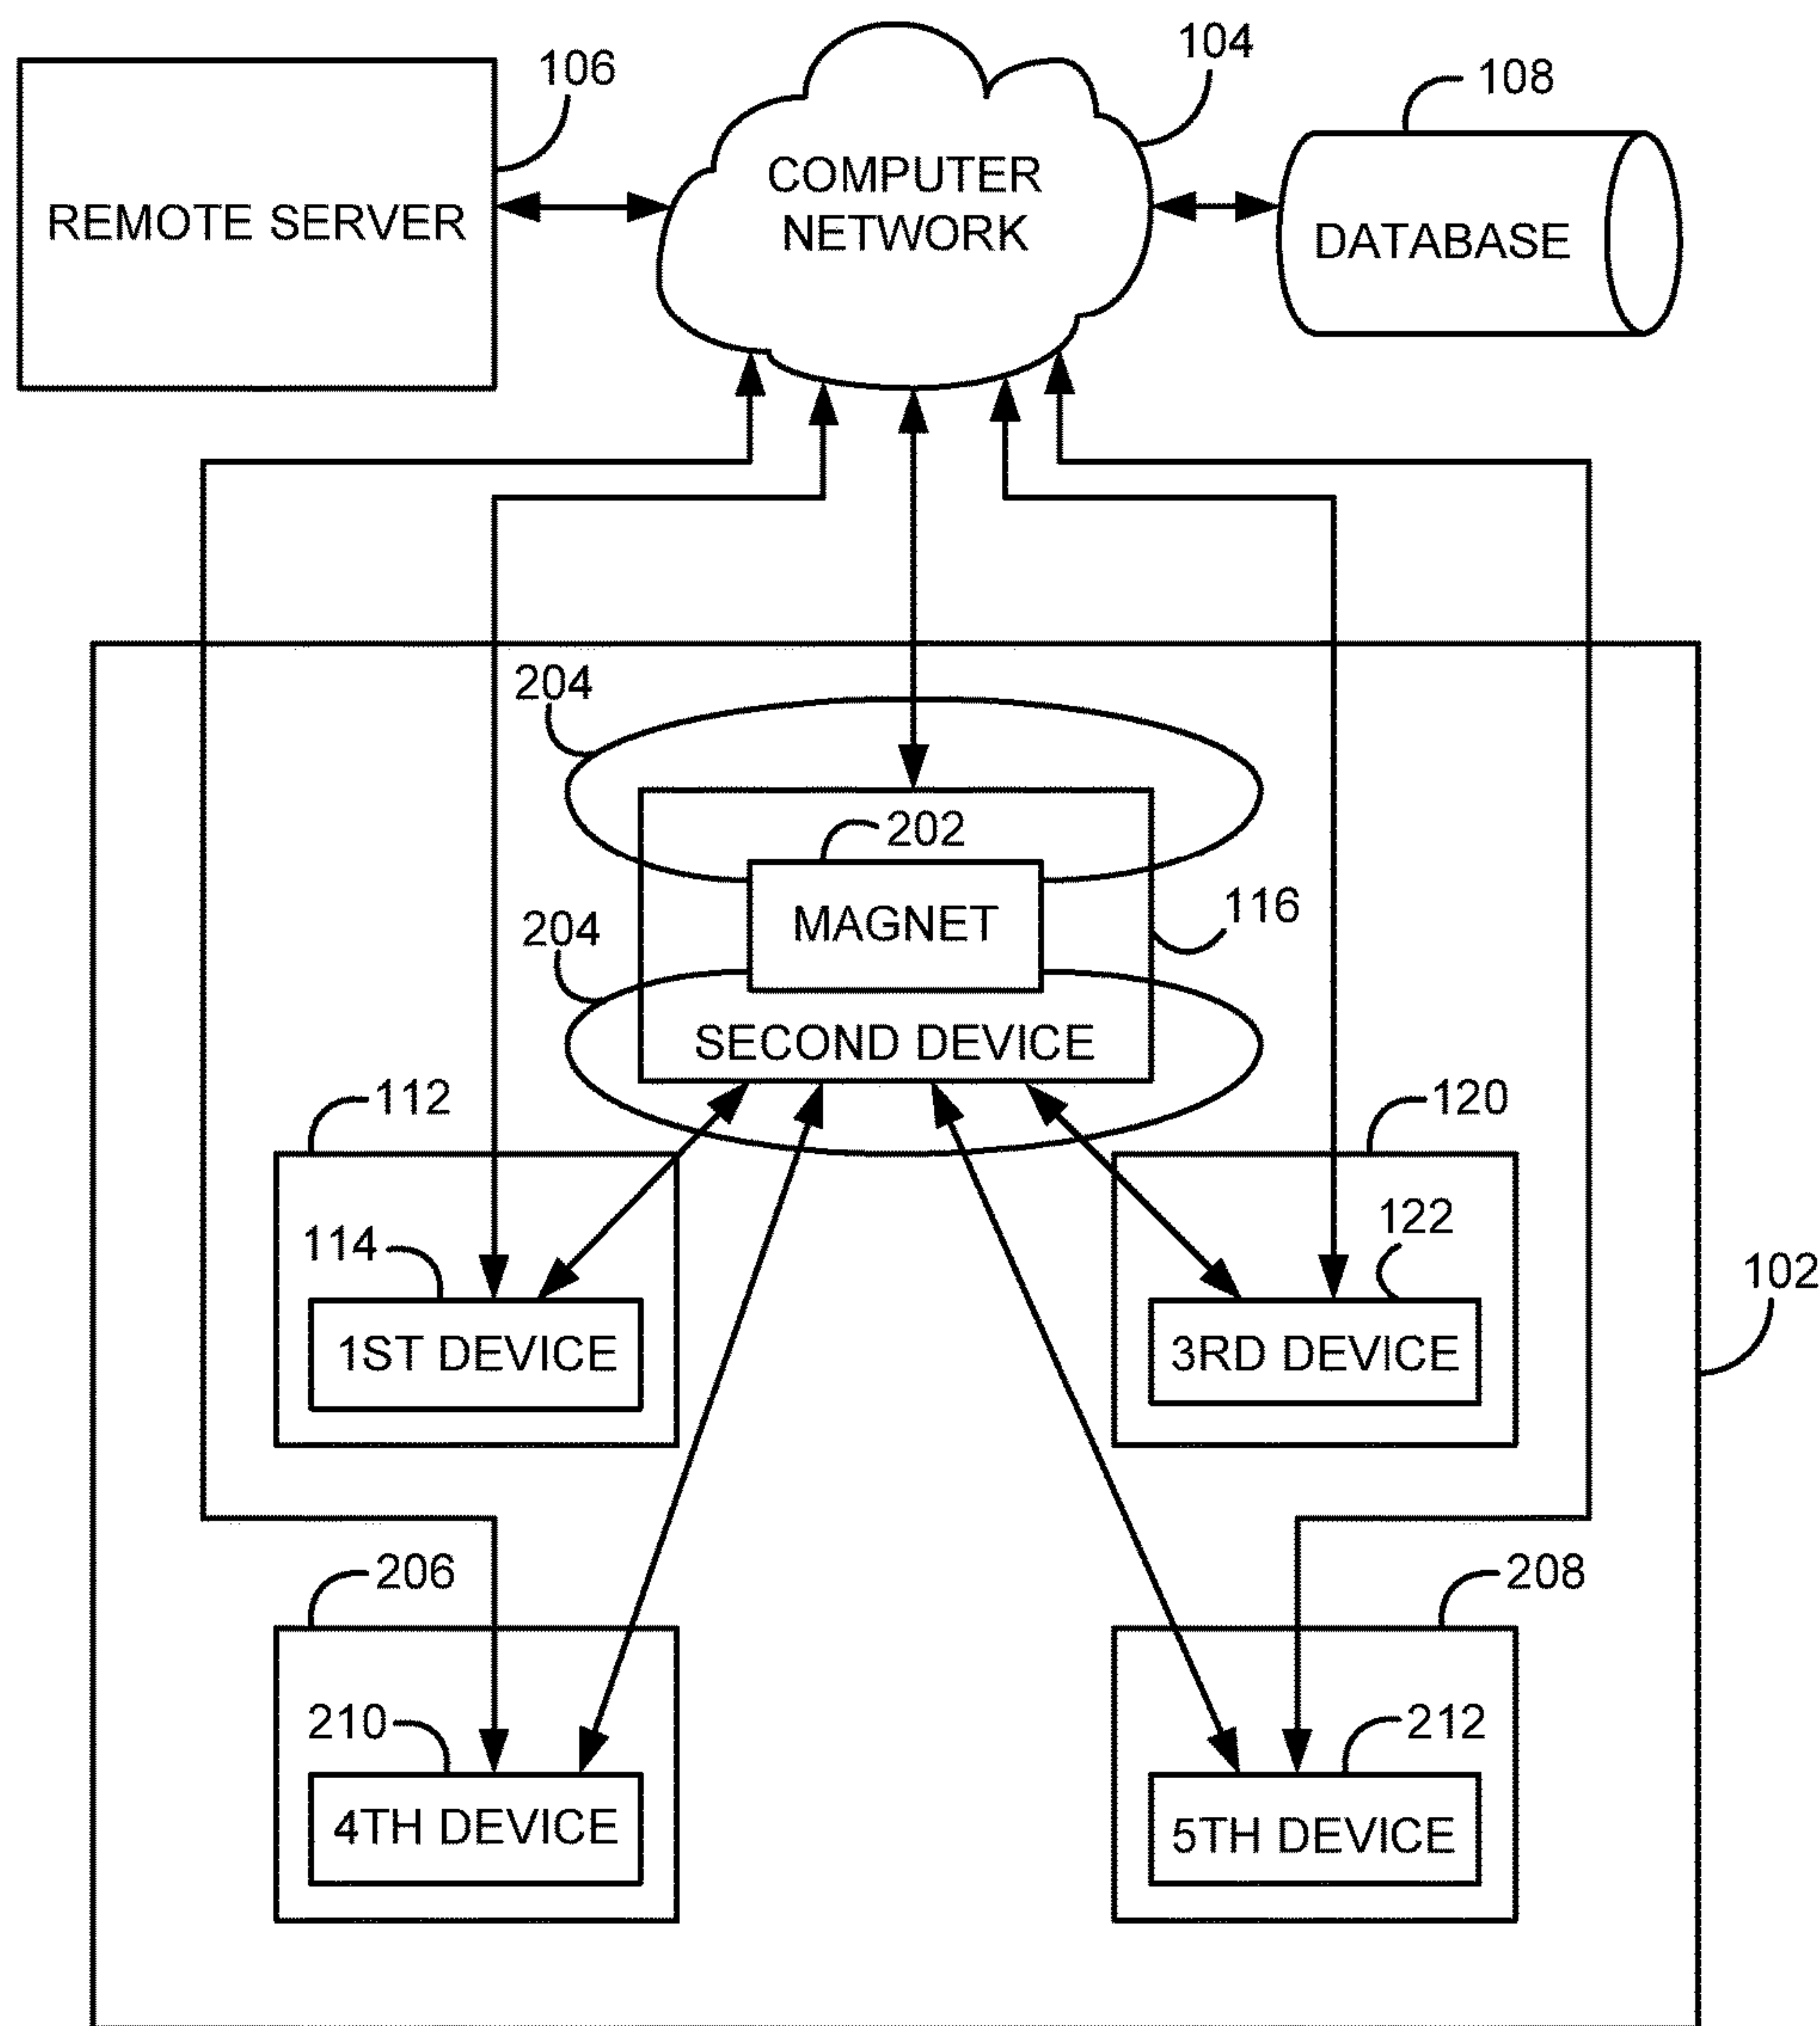 104
106
108
COMPUTER
NETWORK
REMOTE SERVER
DATABASE
204
202
116
MAGNET
204
SECOND DEVICE
112
120
114
122
102
1ST DEVICE
3RD DEVICE
206
208
210
212
4TH DEVICE
5TH DEVICE